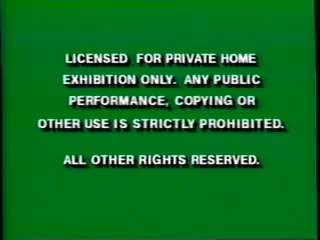 LICENSED FOR PRIVATE HOME
EXHIBITION ONLY. ANY PUBLIC
PERFORMANCE, COPYING OR
OTHER USE IS STRICTLY PROHIBITED.
ALL OTHER RIGHTS RESERVED.